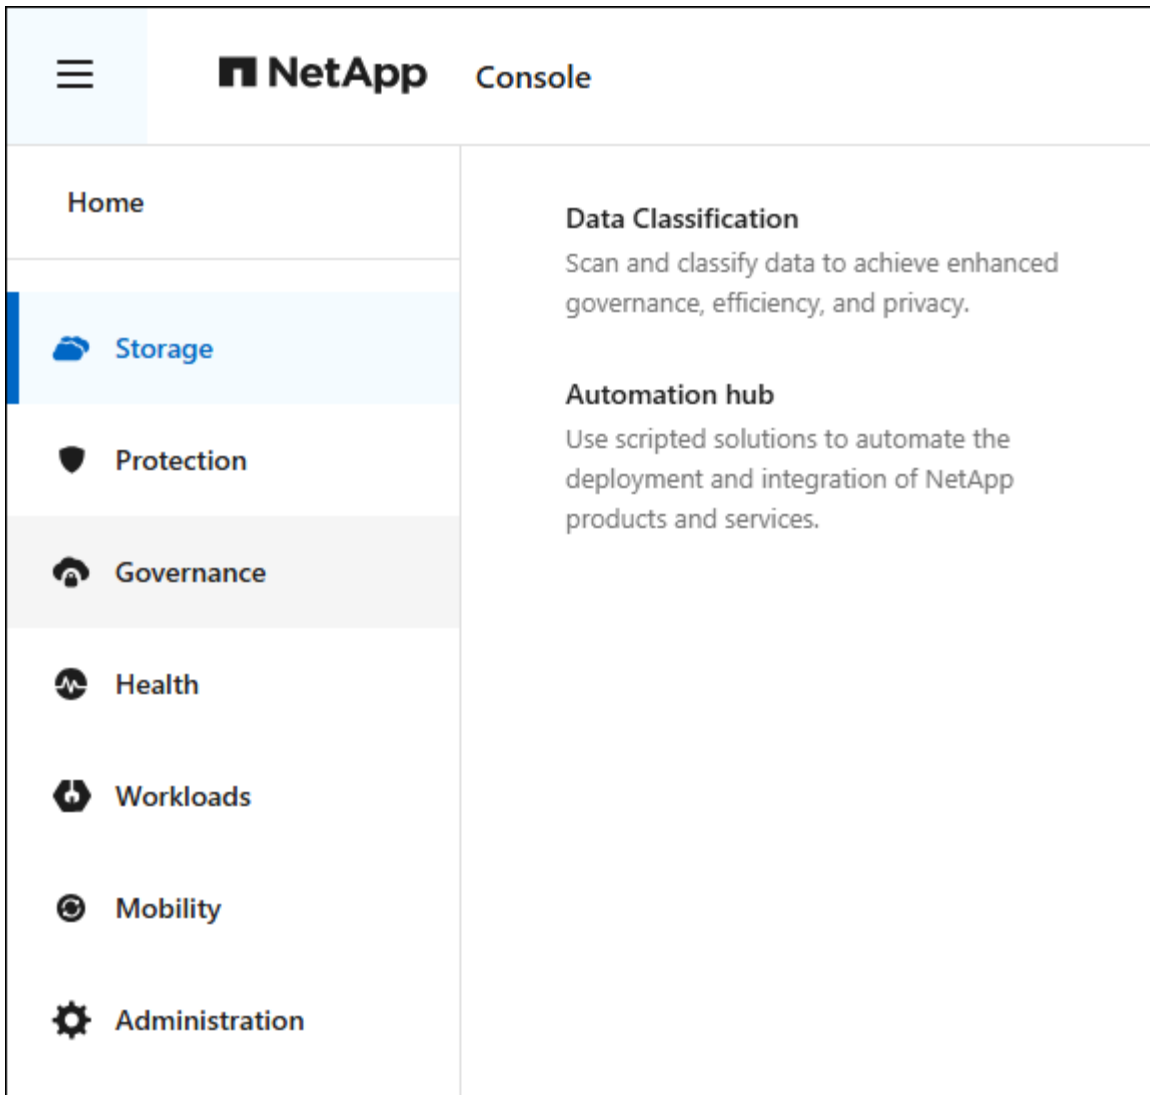 NetApp Console
Home
Storage
Protection
Governance
Health
Workloads
Mobility
Administration
Data Classification
Scan and classify data to achieve enhanced
governance, efficiency, and privacy.
Automation hub
Use scripted solutions to automate the
deployment and integration of NetApp
products and services.